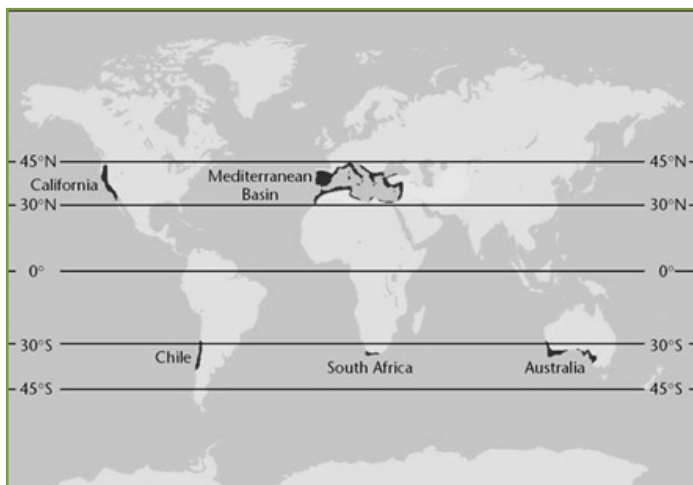 45°N
45°N
California
Mediterranean
Basin
30°N
30°N
0°
0°
30°S
30°S
Chile
South Africa
Australia
45°S
45°S